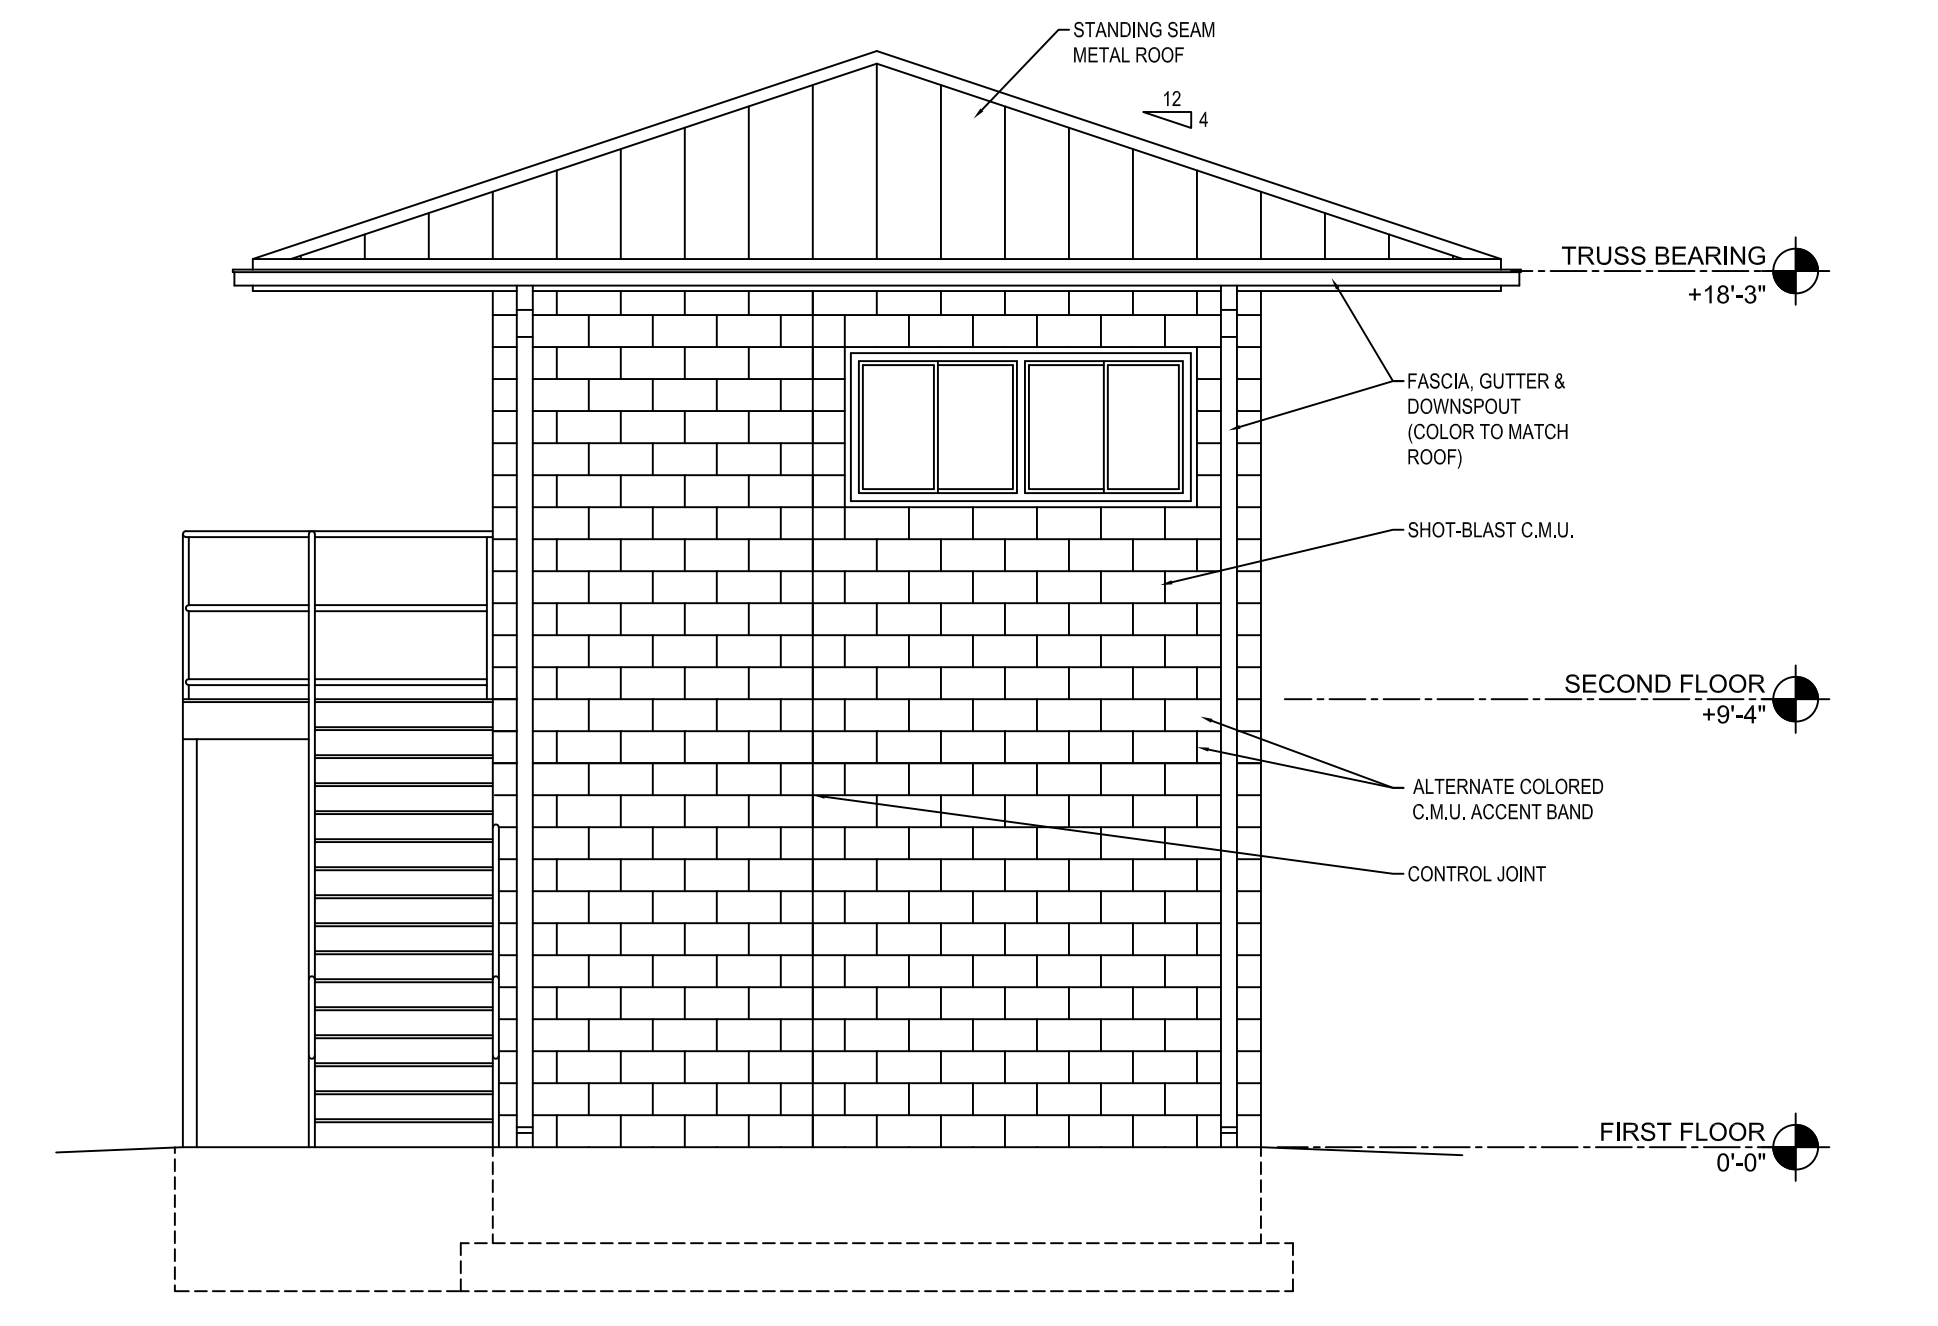 STANDING SEAM
METAL ROOF
12
4
TRUSS BEARING
+18'-3"
FASCIA, GUTTER &
DOWNSPOUT
(COLOR TO MATCH
ROOF)
SHOT-BLAST C.M.U.
SECOND FLOOR
+9'-4"
ALTERNATE COLORED
C.M.U. ACCENT BAND
CONTROL JOINT
FIRST FLOOR
0'-0"